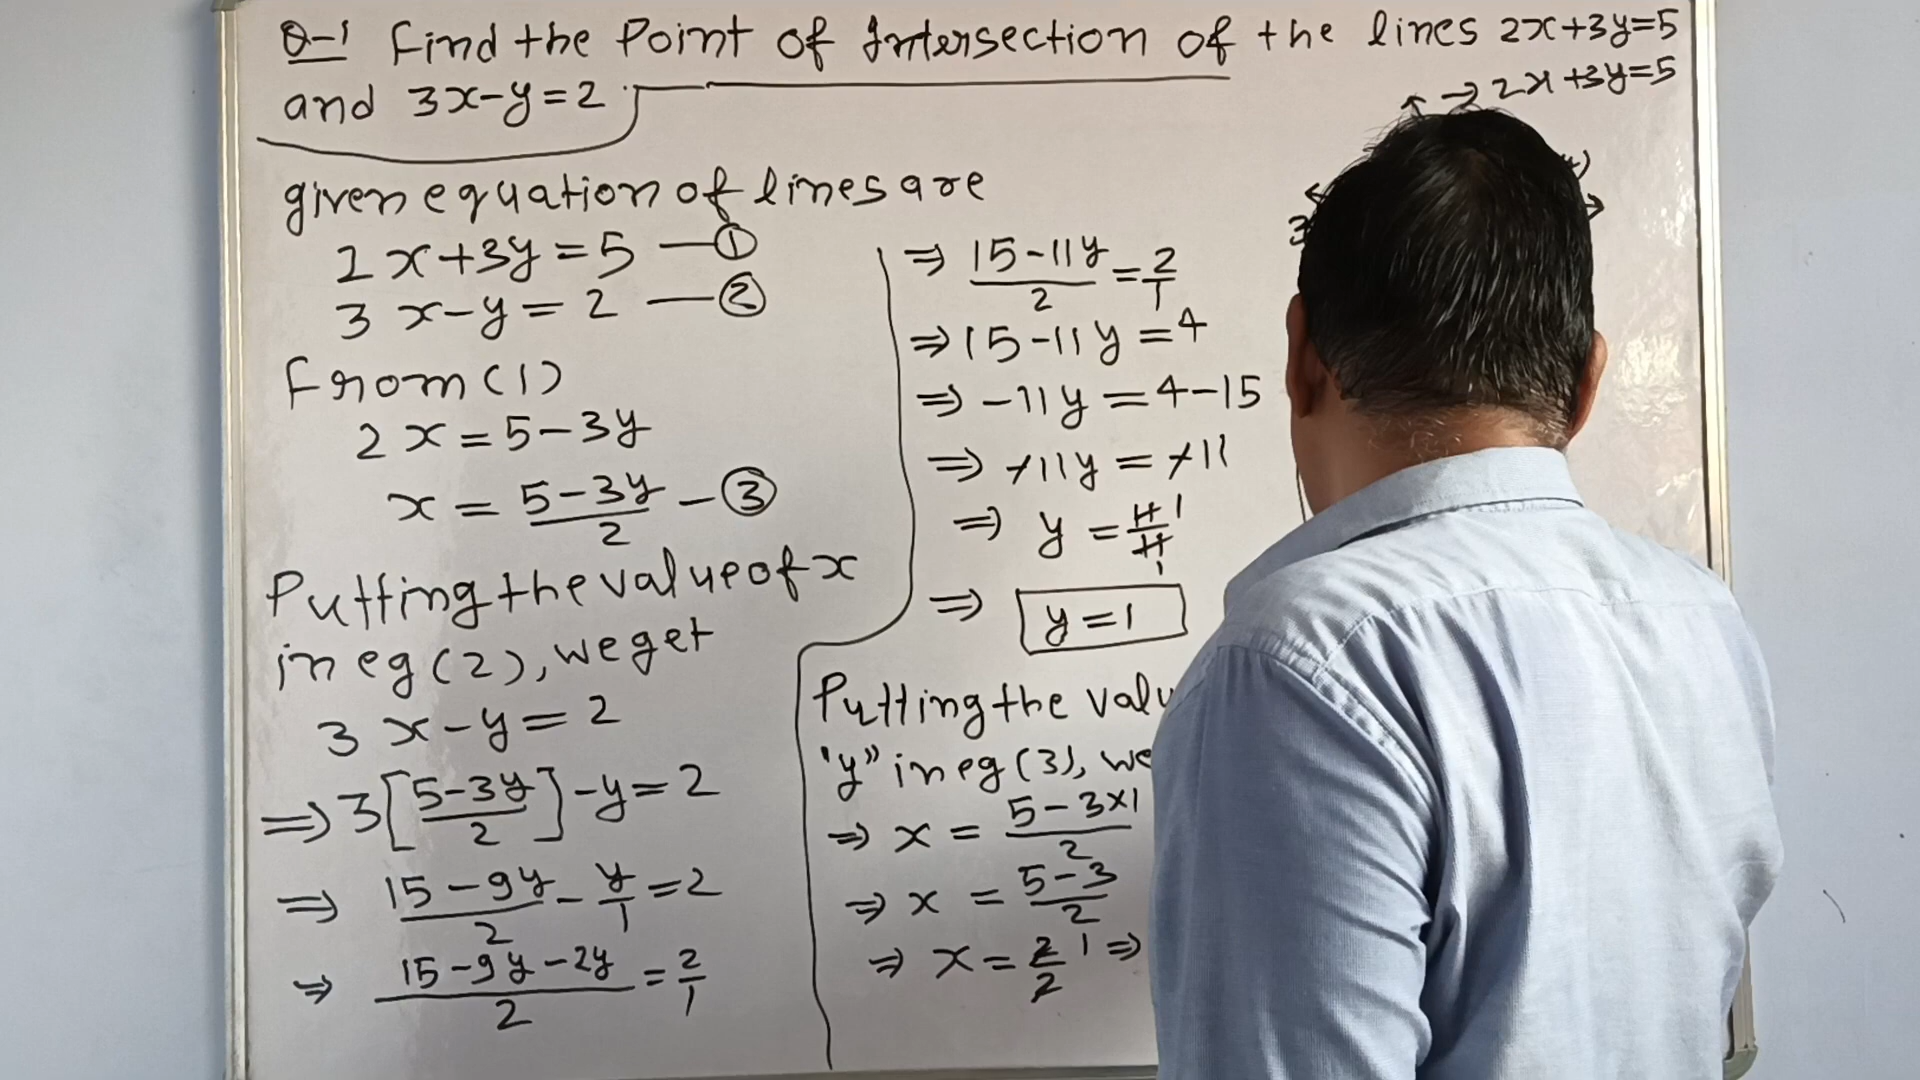 Q-1 Find the Point of Intersection of the lines 2x+3y=5
and 3x-y=2
→ 2x+3y=5
3
given equation of lines are
2x+3y=5 —①
3x-y=2 —②
From (1)
2x=5-3y
x = (5-3y)/2 —③
Putting the value of x
in eq (2), we get
3x-y=2
⇒ 3[(5-3y)/2]-y=2
⇒ (15-9y)/2 - y/1 = 2
⇒ (15-9y-2y)/2 = 2/1
⇒ (15-11y)/2 = 2/1
⇒ 15-11y=4
⇒ -11y=4-15
⇒ -11y=-11
⇒ y = 11/11
⇒ y=1
Putting the
"y" in eq (3), we
⇒ x = (5-3×1)/2
⇒ x = (5-3)/2
⇒ x = 2/2 1 ⇒